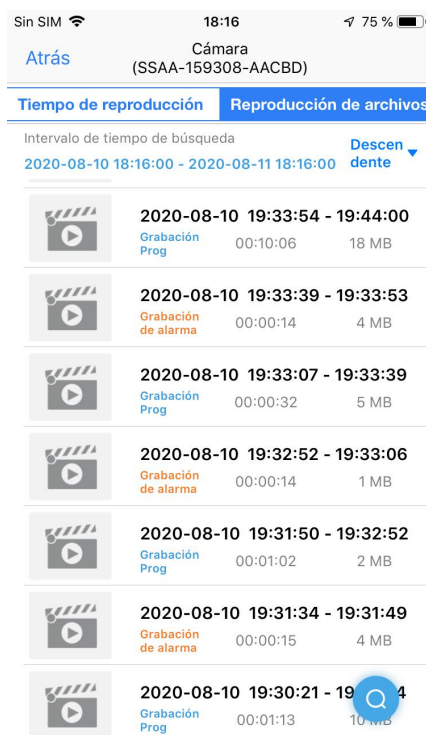 Sin SIM 18:16 75 %
Atrás
Cámara
(SSAA-159308-AACBD)
Tiempo de reproducción Reproducción de archivos
Intervalo de tiempo de búsqueda
2020-08-10 18:16:00 - 2020-08-11 18:16:00
Descen
dente
2020-08-10 19:33:54 - 19:44:00
Grabación
Prog
00:10:06 18 MB
2020-08-10 19:33:39 - 19:33:53
Grabación
de alarma
00:00:14 4 MB
2020-08-10 19:33:07 - 19:33:39
Grabación
Prog
00:00:32 5 MB
2020-08-10 19:32:52 - 19:33:06
Grabación
de alarma
00:00:14 1 MB
2020-08-10 19:31:50 - 19:32:52
Grabación
Prog
00:01:02 2 MB
2020-08-10 19:31:34 - 19:31:49
Grabación
de alarma
00:00:15 4 MB
2020-08-10 19:30:21 -
Grabación
Prog
00:01:13 10 MB